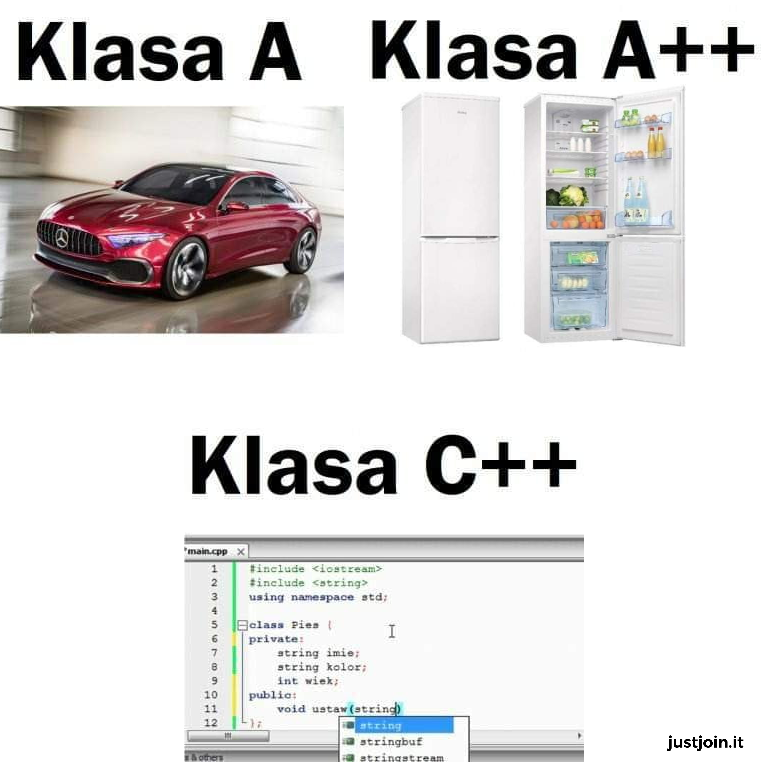 Klasa A
Klasa A++
Klasa C++
*main.cpp X
1 #include <iostream>
2 #include <string>
3 using namespace std;
4
5 class Pies {
6 private:
7 string imie;
8 string kolor;
9 int wiek;
10 public:
11 void ustaw(string)
12 };
string
stringbuf
stringstream
& others
justjoin.it